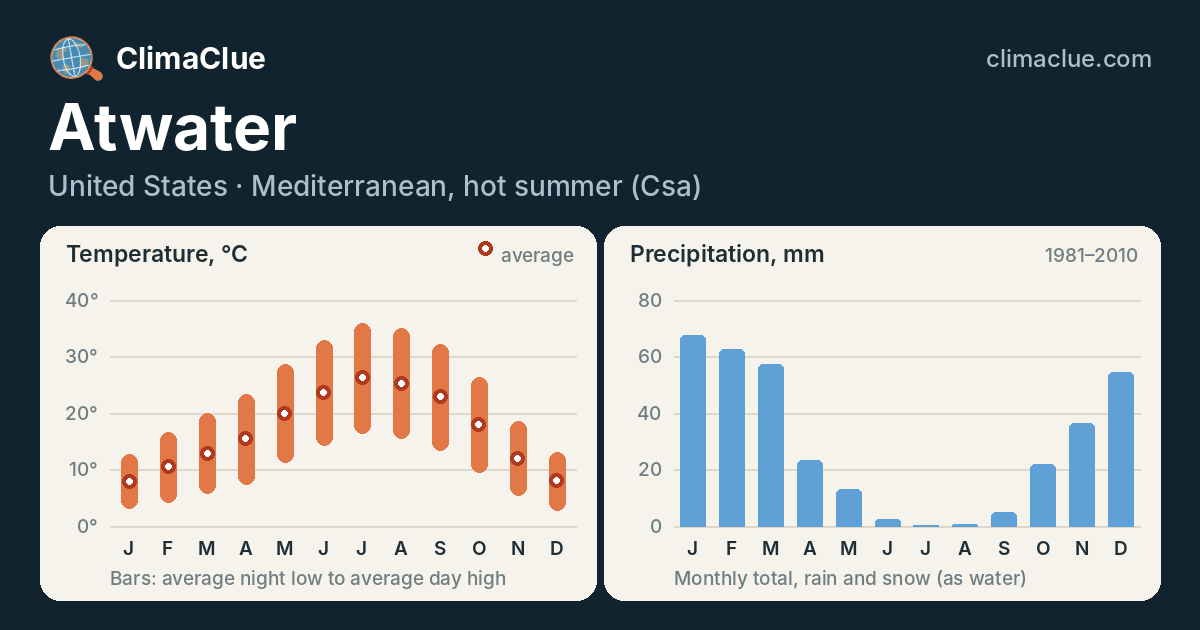 ClimaClue
climaclue.com
Atwater
United States · Mediterranean, hot summer (Csa)
Temperature, °C
average
40°
30°
20°
10°
0°
J F M A M J J A S O N D
Bars: average night low to average day high
Precipitation, mm
1981–2010
80
60
40
20
0
J F M A M J J A S O N D
Monthly total, rain and snow (as water)